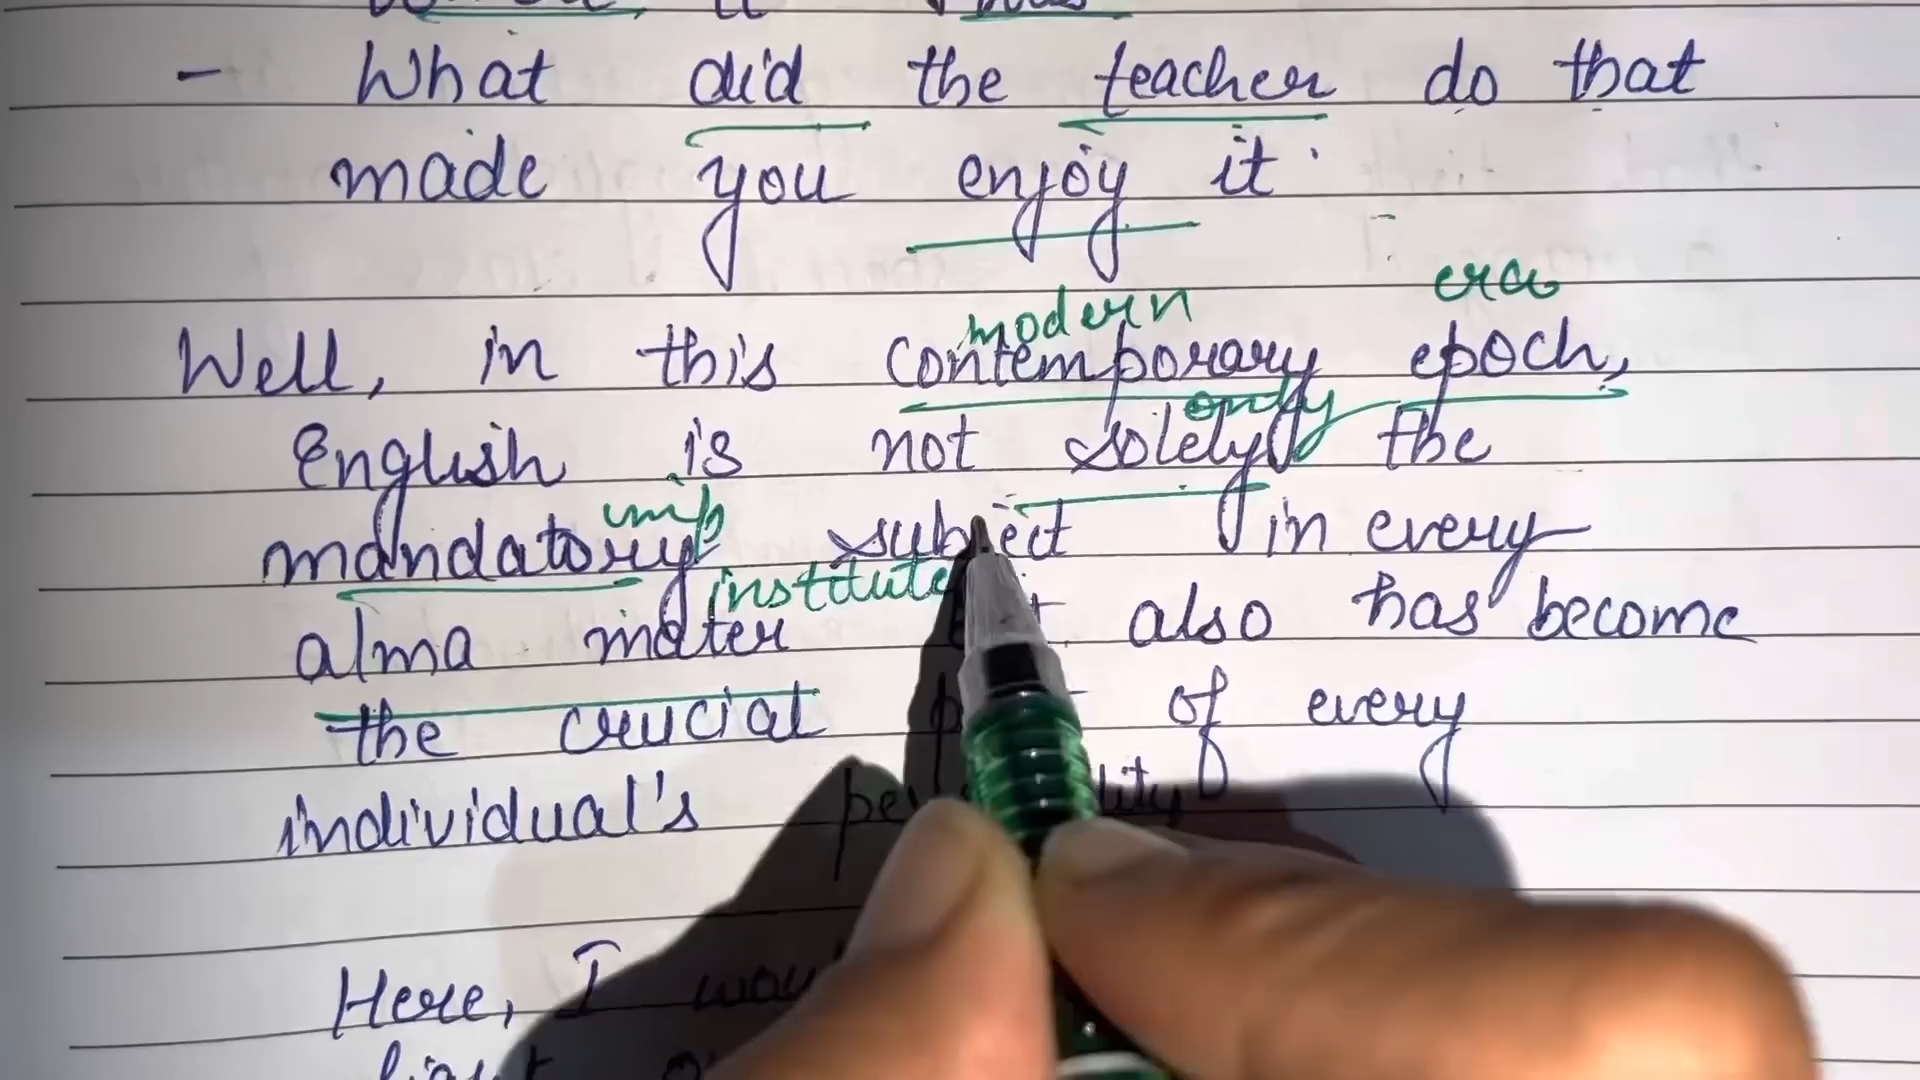 - What did the teacher do that
made you enjoy it.
modern era
Well, in this contemporary epoch,
only
English is not solely the
imp
mandatory subject in every
institute
alma mater also has become
the crucial of every
individual's
Here, I